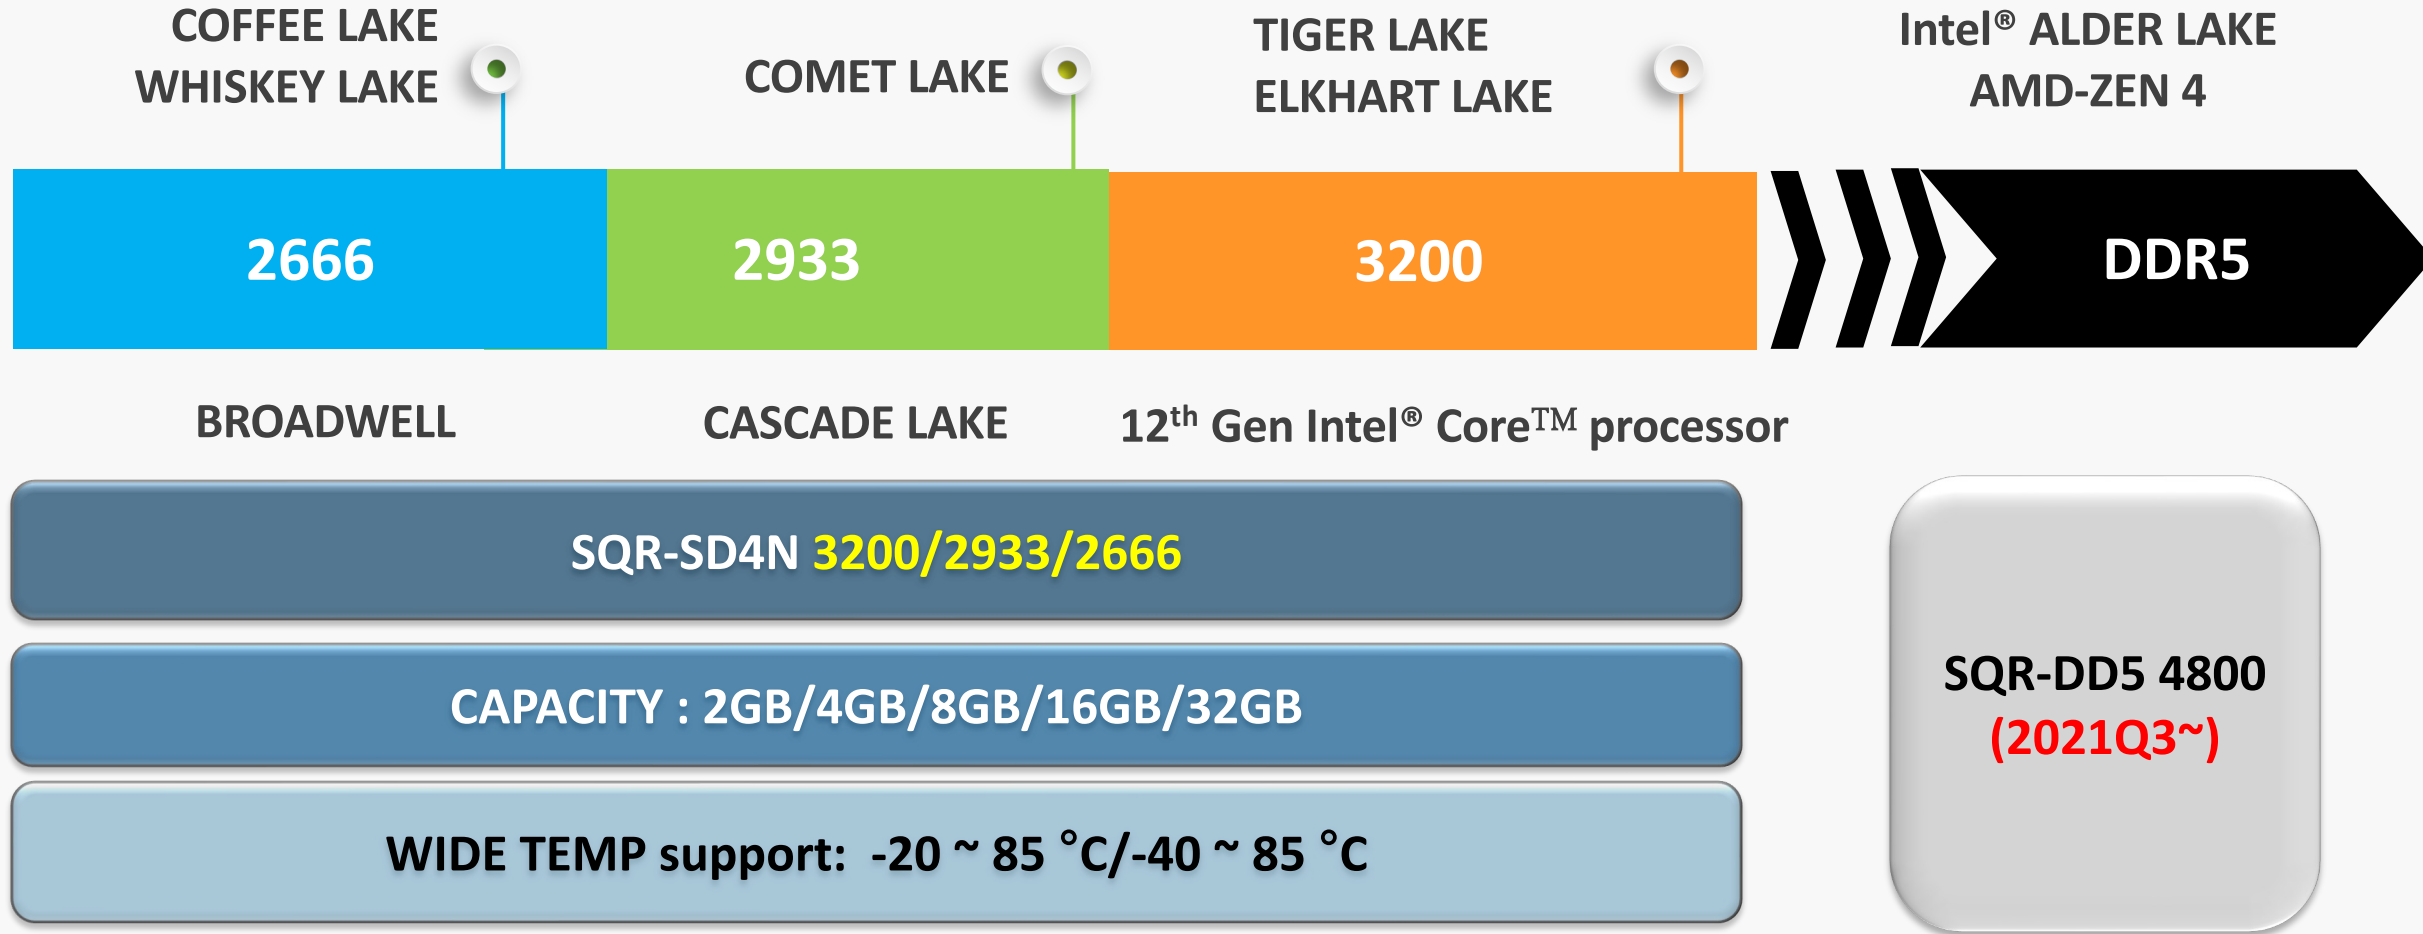 COFFEE LAKE
WHISKEY LAKE
COMET LAKE
TIGER LAKE
ELKHART LAKE
Intel® ALDER LAKE
AMD-ZEN 4
2666
2933
3200
DDR5
BROADWELL
CASCADE LAKE
12th Gen Intel® Core™ processor
SQR-SD4N 3200/2933/2666
CAPACITY : 2GB/4GB/8GB/16GB/32GB
WIDE TEMP support: -20 ~ 85 °C/-40 ~ 85 °C
SQR-DD5 4800
(2021Q3~)